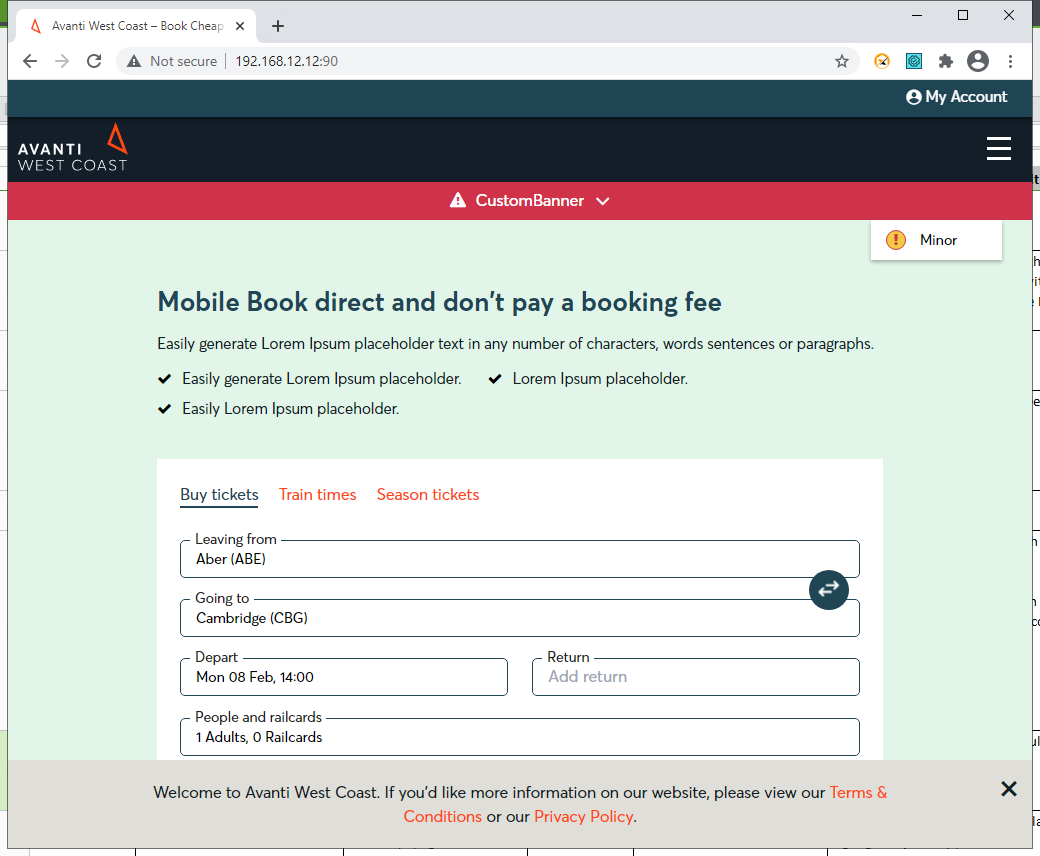 Avanti West Coast – Book Cheap
Not secure
192.168.12.12:90
My Account
AVANTI
WEST COAST
CustomBanner
Minor
Mobile Book direct and don’t pay a booking fee
Easily generate Lorem Ipsum placeholder text in any number of characters, words sentences or paragraphs.
Easily generate Lorem Ipsum placeholder. Lorem Ipsum placeholder.
Easily Lorem Ipsum placeholder.
Buy tickets Train times Season tickets
Leaving from
Aber (ABE)
Going to
Cambridge (CBG)
Depart Return
Mon 08 Feb, 14:00 Add return
People and railcards
1 Adults, 0 Railcards
Welcome to Avanti West Coast. If you’d like more information on our website, please view our Terms &
Conditions or our Privacy Policy.